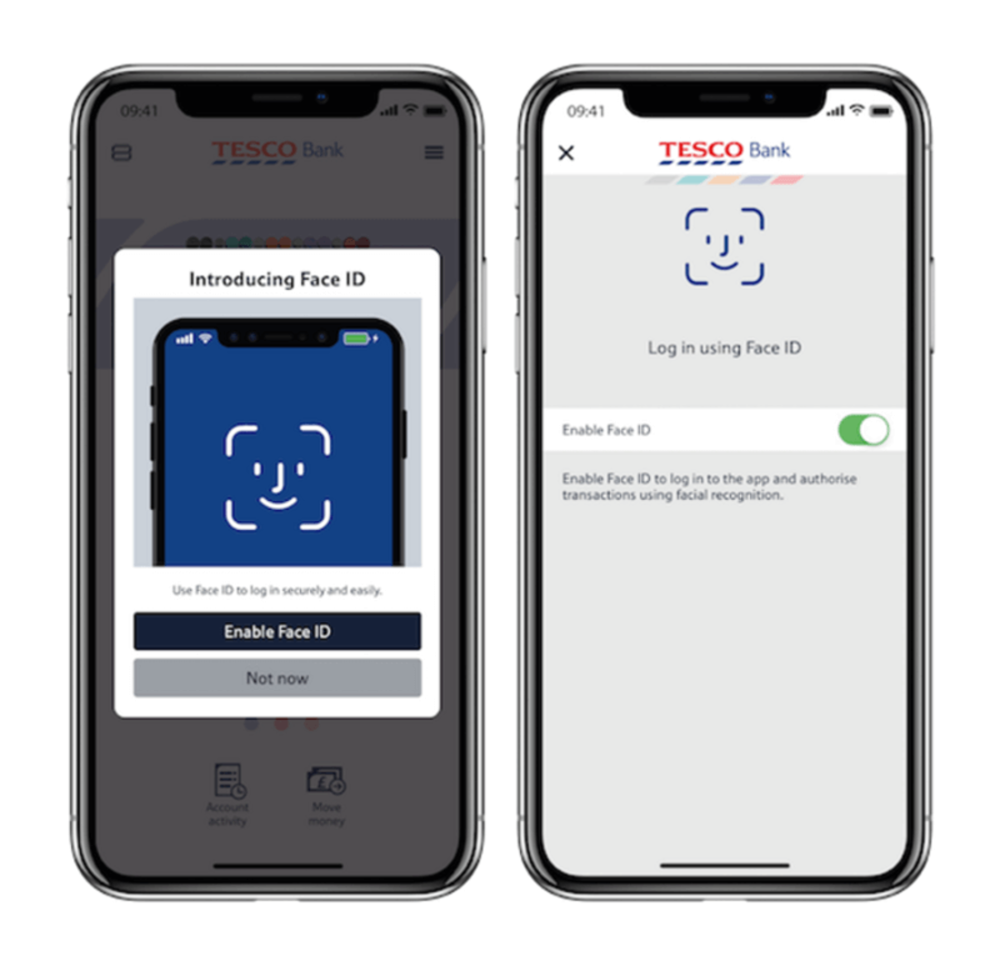 09:41
TESCO Bank
Introducing Face ID
Use Face ID to log in securely and easily.
Enable Face ID
Not now
£
Account
activity
Move
money
09:41
TESCO Bank
Log in using Face ID
Enable Face ID
Enable Face ID to log in to the app and authorise
transactions using facial recognition.